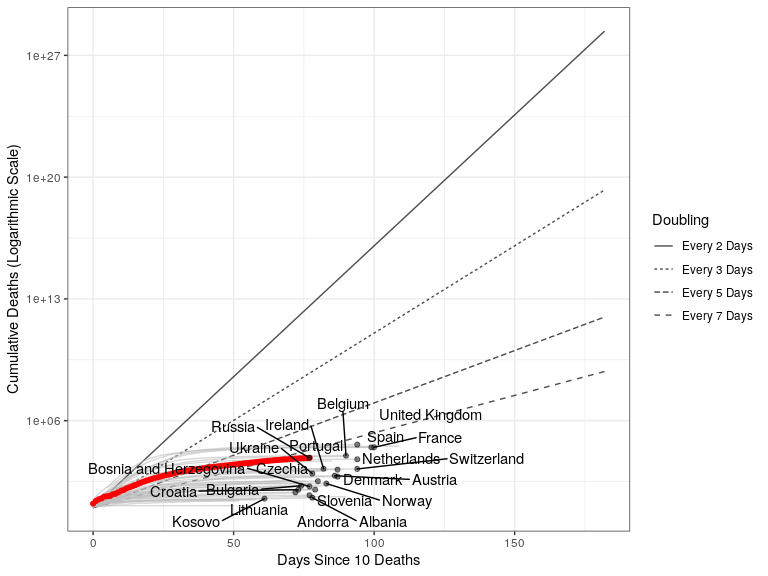 1e+27
1e+20
1e+13
1e+06
Cumulative Deaths (Logarithmic Scale)
Belgium
United Kingdom
Russia
Ireland
Spain
France
Ukraine
Portugal
Netherlands
Switzerland
Bosnia and Herzegovina
Czechia
Denmark
Austria
Croatia
Bulgaria
Slovenia
Norway
Lithuania
Kosovo
Andorra
Albania
0
50
100
150
Days Since 10 Deaths
Doubling
Every 2 Days
Every 3 Days
Every 5 Days
Every 7 Days